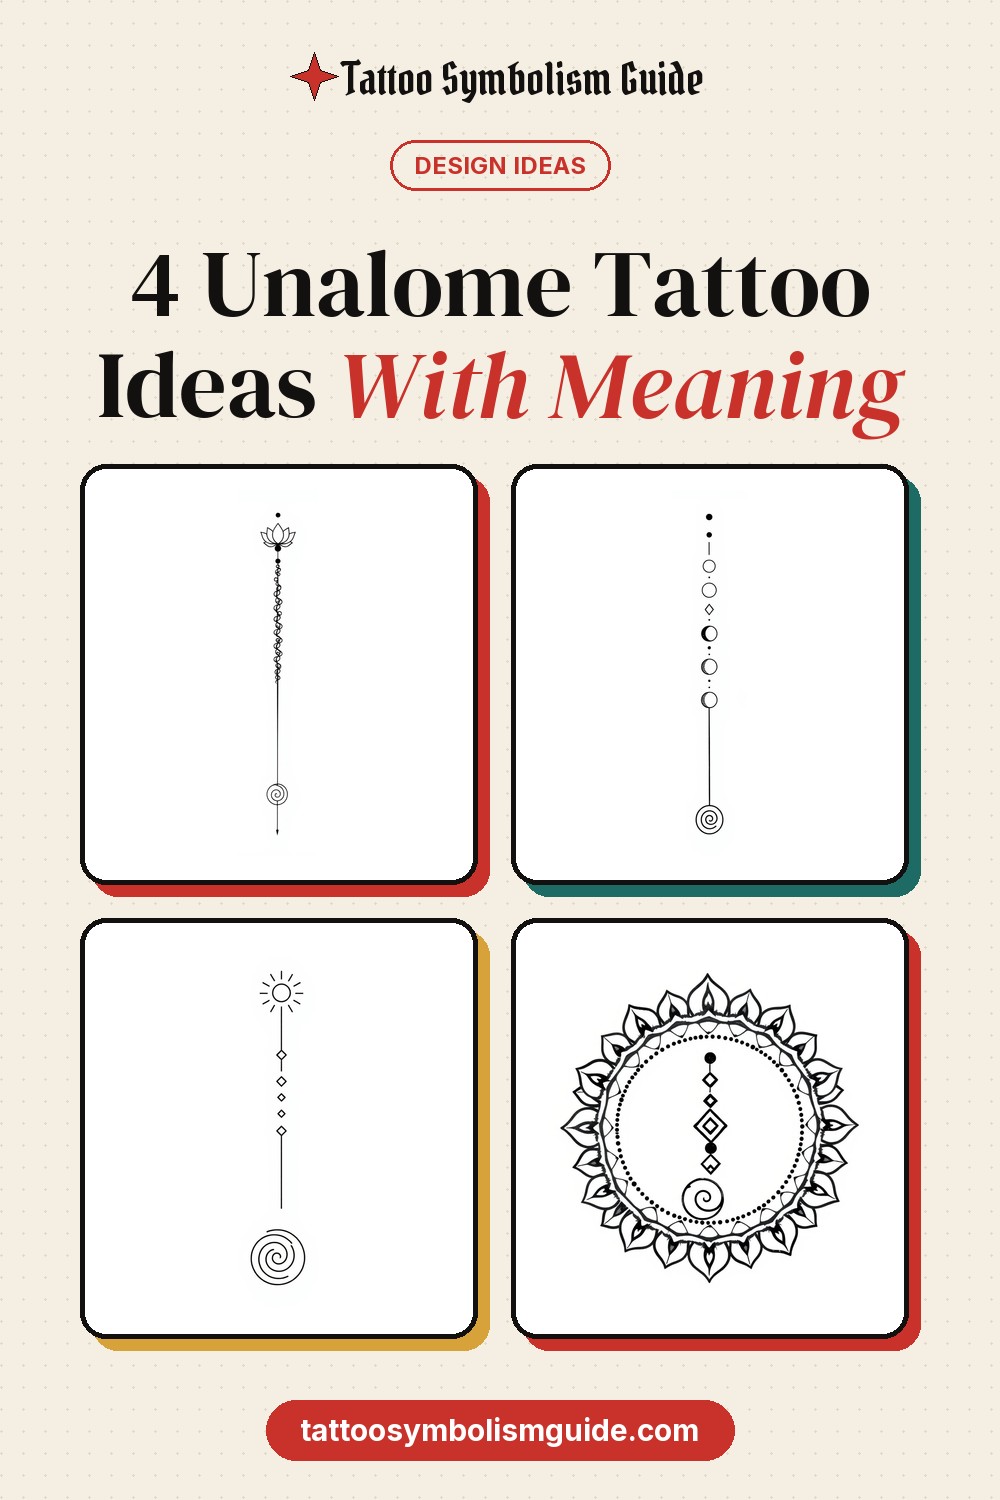 Tattoo Symbolism Guide
DESIGN IDEAS
4 Unalome Tattoo
Ideas With Meaning
tattoosymbolismguide.com